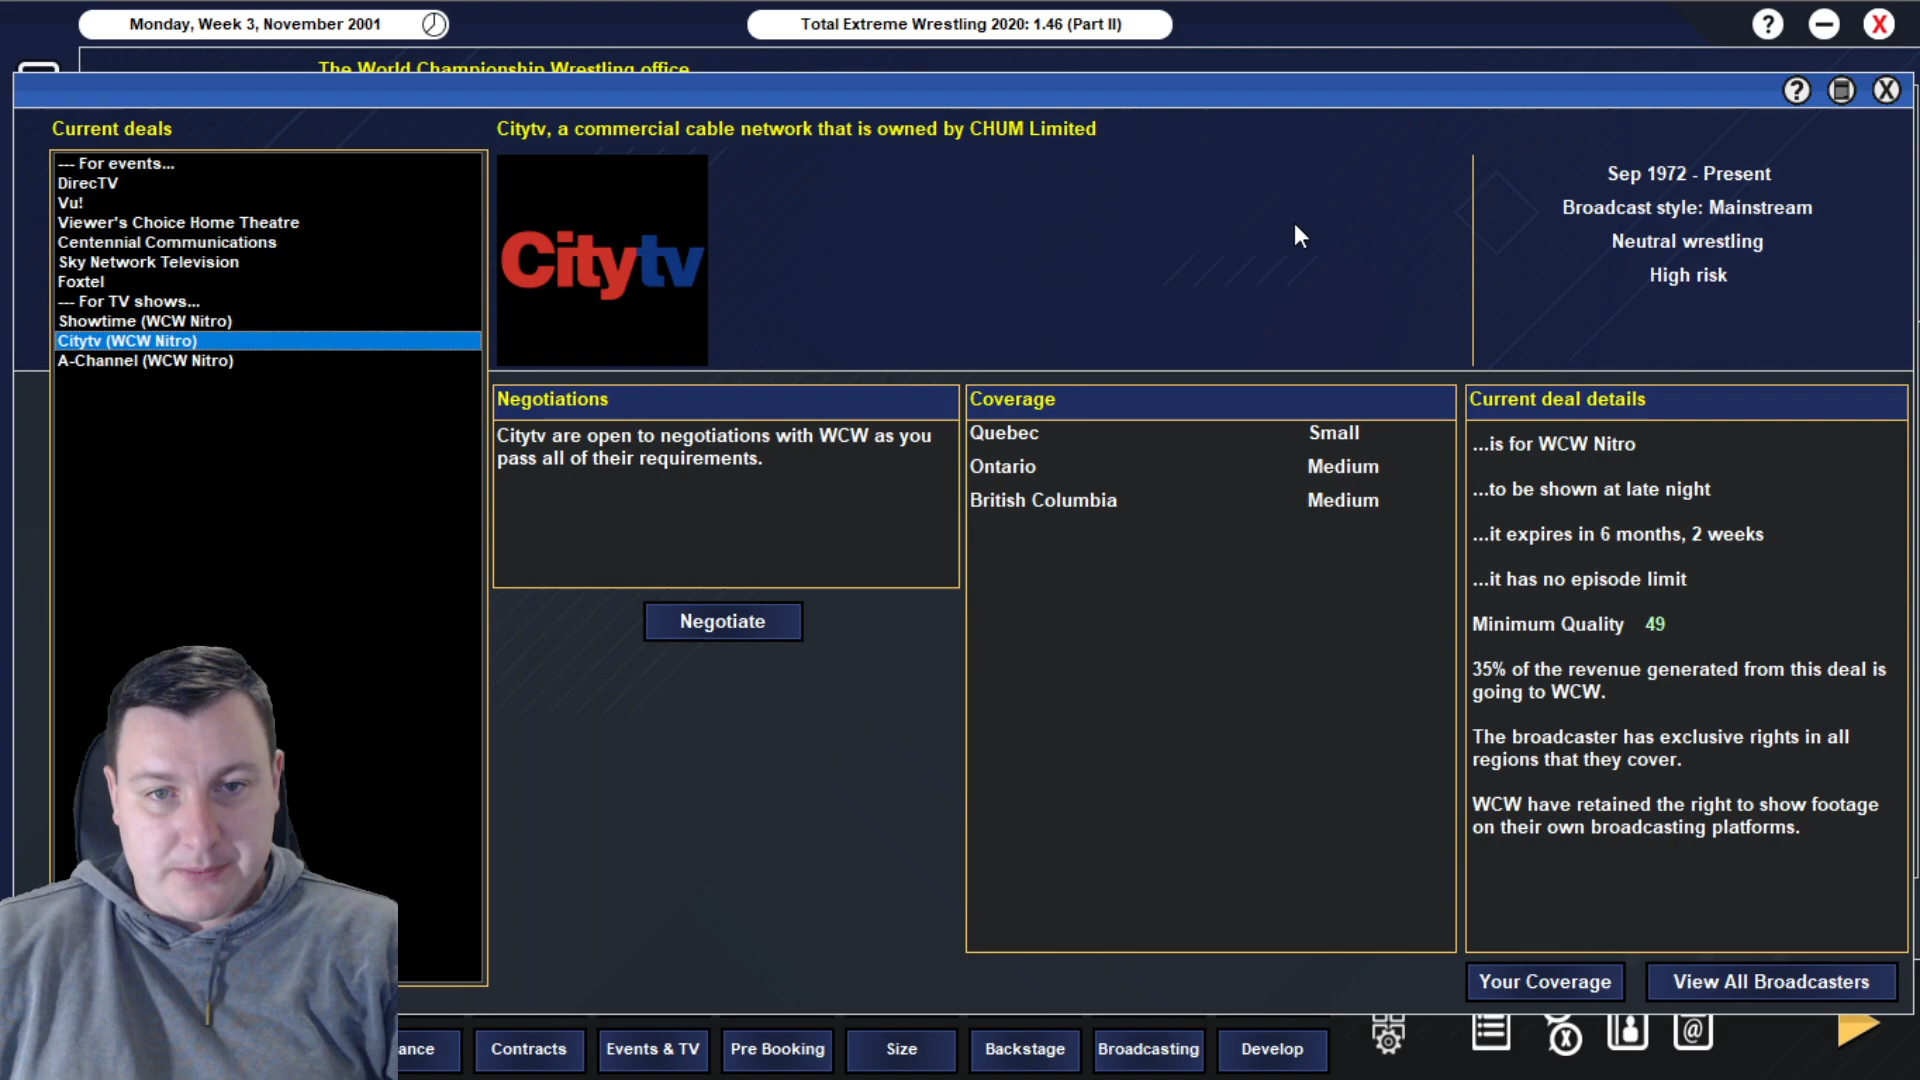 Monday, Week 3, November 2001
Total Extreme Wrestling 2020: 1.46 (Part II)
?
X
The World Championship Wrestling office
?
X
Current deals
--- For events...
DirecTV
Vu!
Viewer's Choice Home Theatre
Centennial Communications
Sky Network Television
Foxtel
--- For TV shows...
Showtime (WCW Nitro)
Citytv (WCW Nitro)
A-Channel (WCW Nitro)
Citytv, a commercial cable network that is owned by CHUM Limited
Citytv
Sep 1972 - Present
Broadcast style: Mainstream
Neutral wrestling
High risk
Negotiations
Citytv are open to negotiations with WCW as you
pass all of their requirements.
Negotiate
Coverage
Quebec Small
Ontario Medium
British Columbia Medium
Current deal details
...is for WCW Nitro
...to be shown at late night
...it expires in 6 months, 2 weeks
...it has no episode limit
Minimum Quality 49
35% of the revenue generated from this deal is
going to WCW.
The broadcaster has exclusive rights in all
regions that they cover.
WCW have retained the right to show footage
on their own broadcasting platforms.
Your Coverage
View All Broadcasters
ance
Contracts
Events & TV
Pre Booking
Size
Backstage
Broadcasting
Develop
X
@